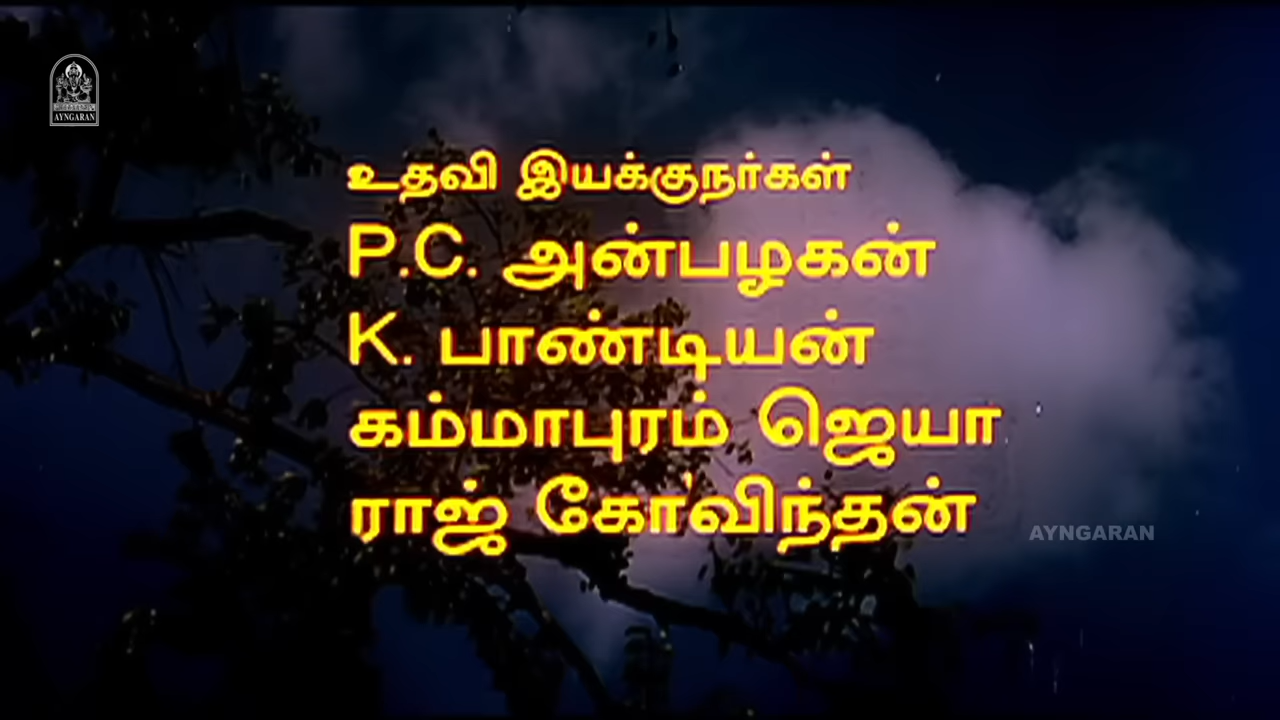 AYNGARAN
உதவி இயக்குநர்கள்
P.C. அன்பழகன்
K. பாண்டியன்
கம்மாபுரம் ஜெயா
ராஜ் கோவிந்தன்
AYNGARAN